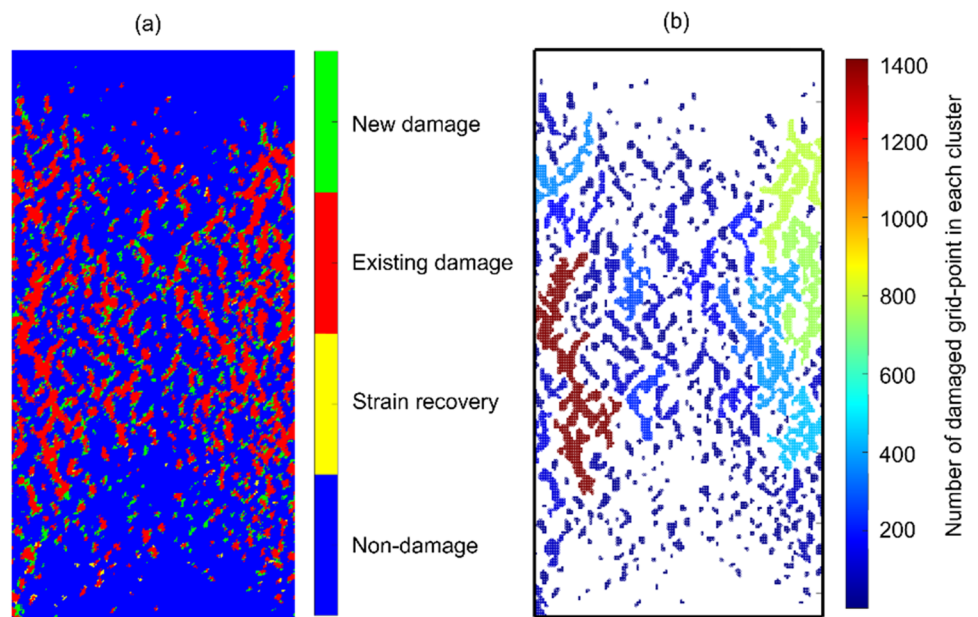 (a)
New damage
Existing damage
Strain recovery
Non-damage
(b)
1400
1200
1000
800
600
400
200
Number of damaged grid-point in each cluster